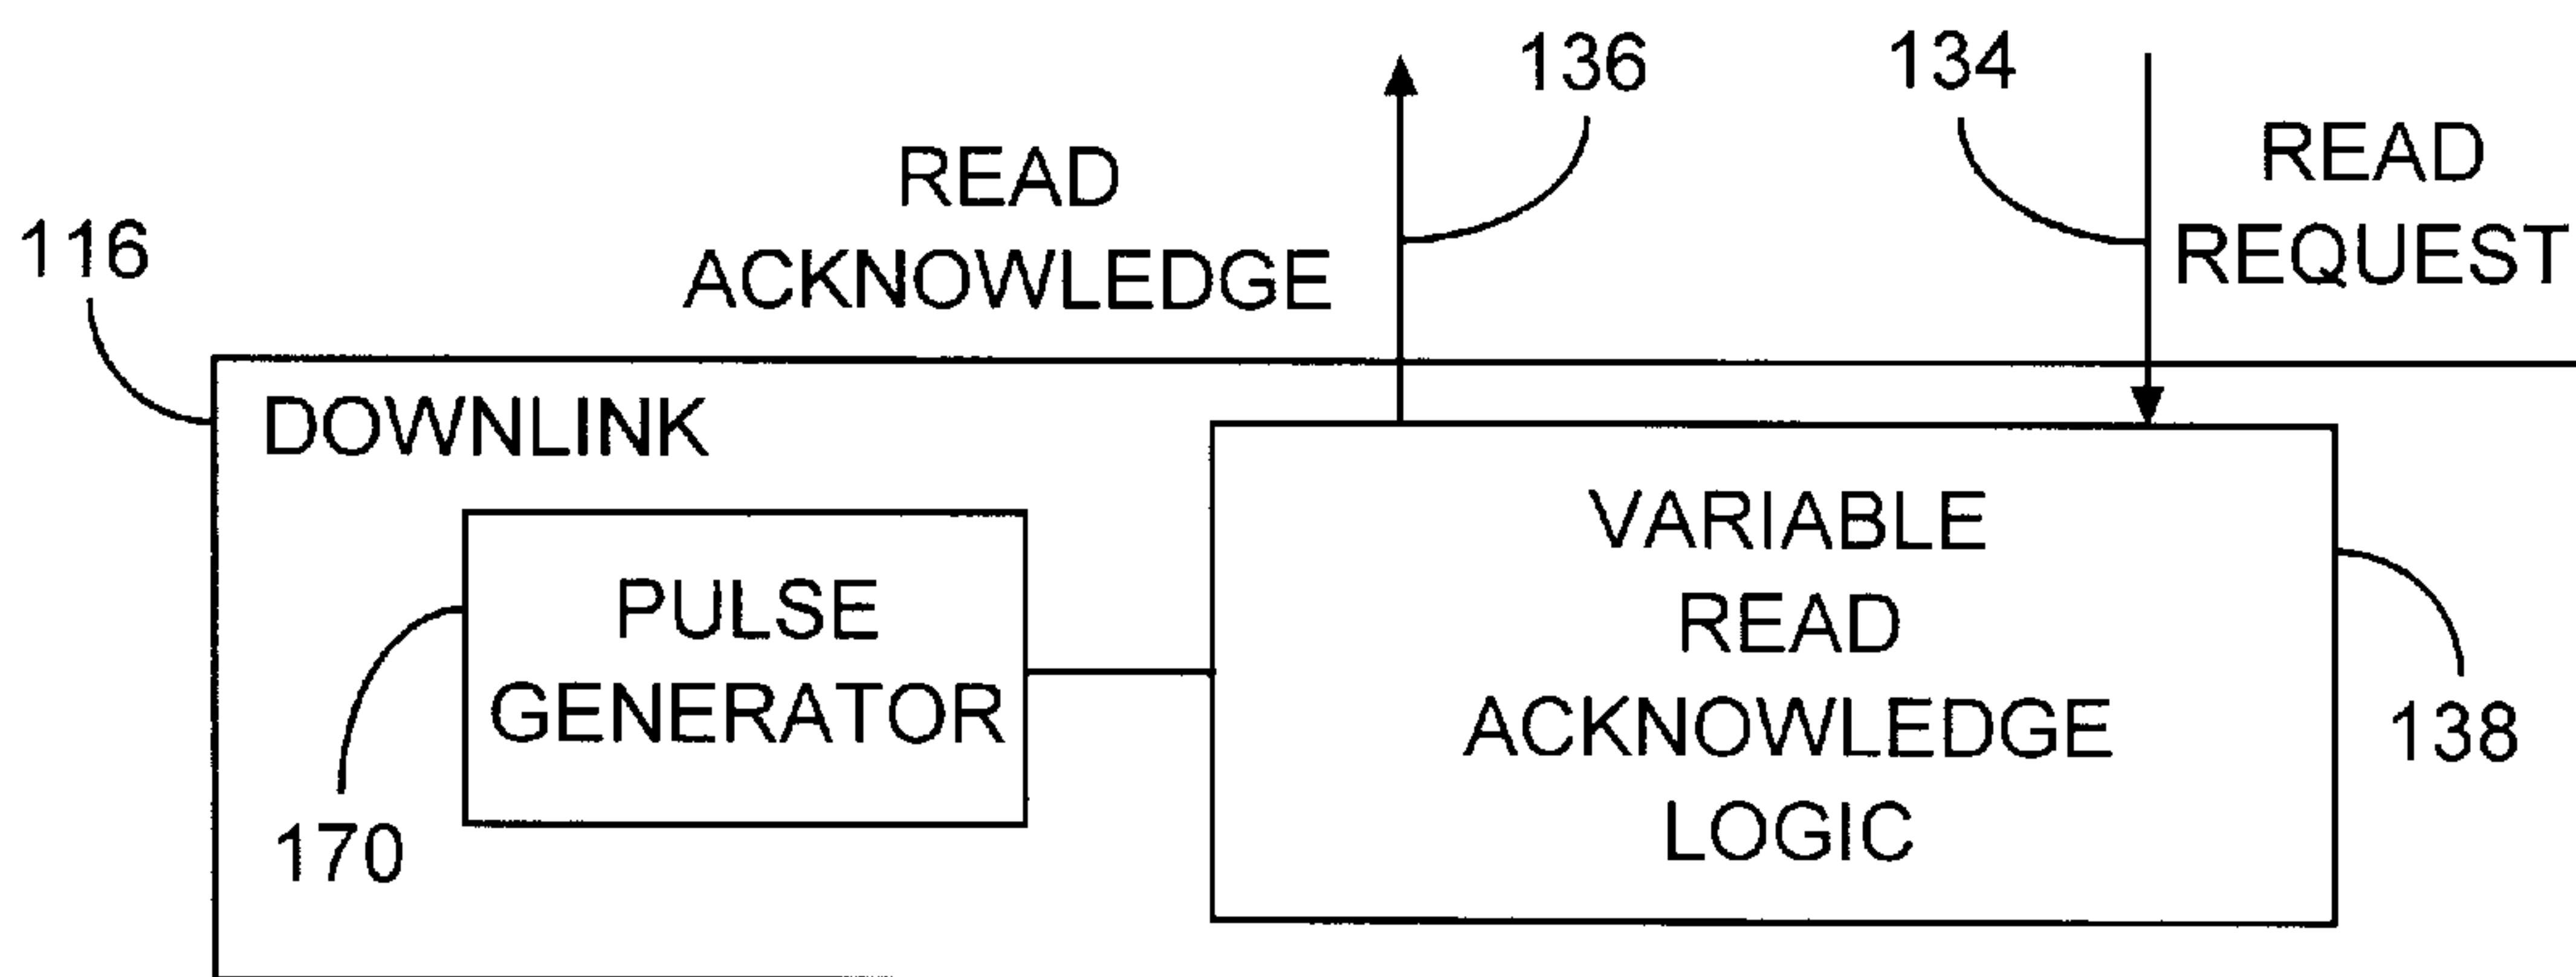 136
134
READ
ACKNOWLEDGE
READ
REQUEST
116
DOWNLINK
PULSE
GENERATOR
170
VARIABLE
READ
ACKNOWLEDGE
LOGIC
138